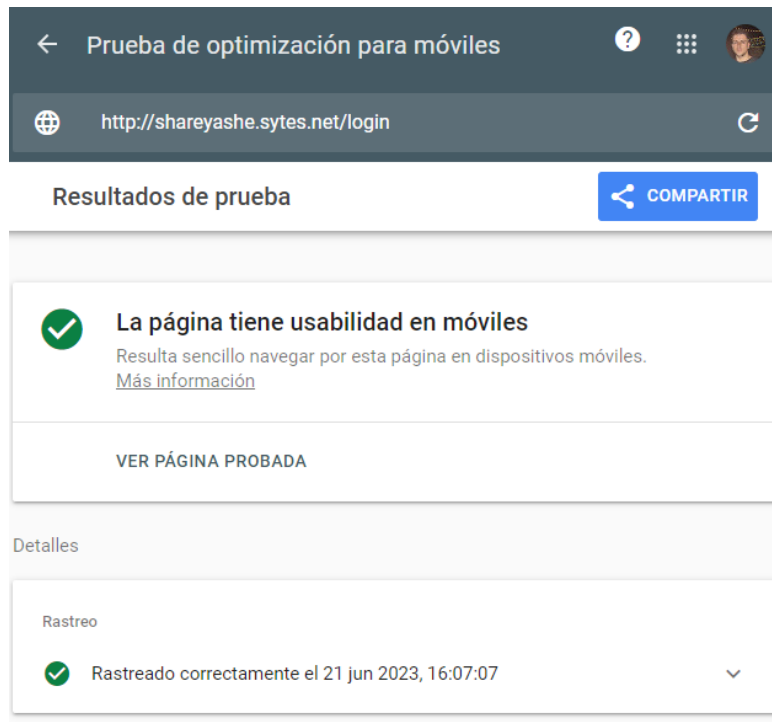 Prueba de optimización para móviles
?
http://shareyashe.sytes.net/login
Resultados de prueba
COMPARTIR
La página tiene usabilidad en móviles
Resulta sencillo navegar por esta página en dispositivos móviles.
Más información
VER PÁGINA PROBADA
Detalles
Rastreo
Rastreado correctamente el 21 jun 2023, 16:07:07